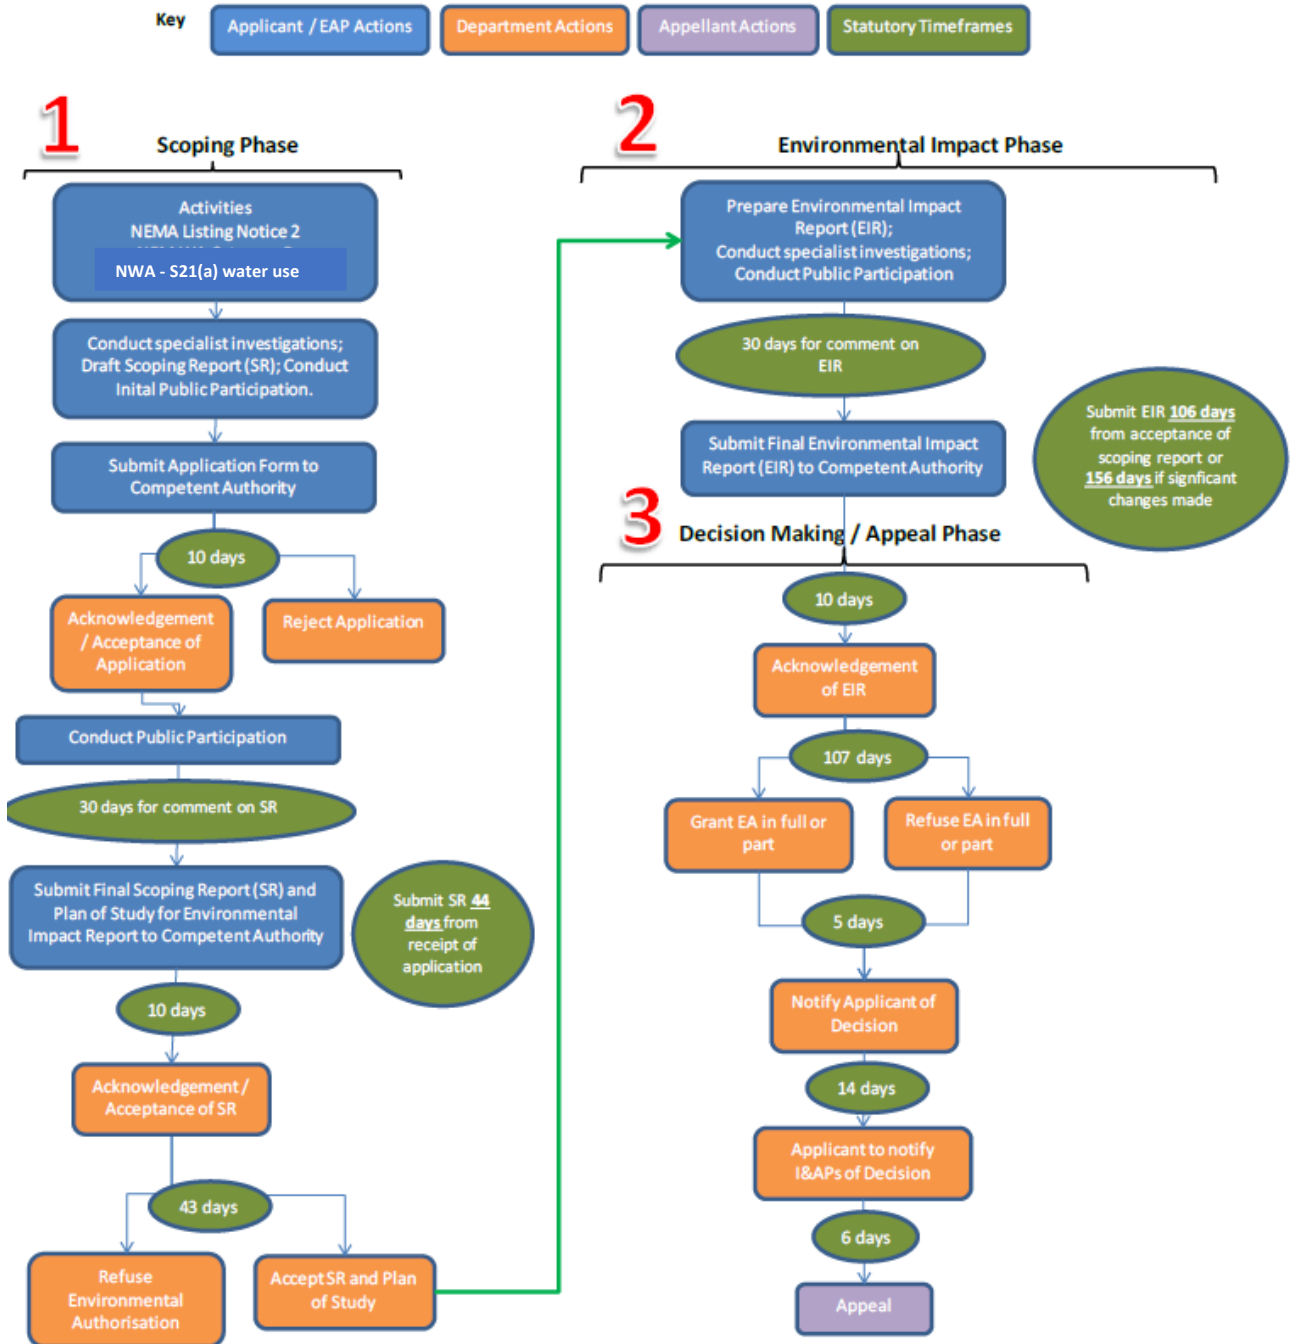 Key
Applicant / EAP Actions
Department Actions
Appellant Actions
Statutory Timeframes
1
Scoping Phase
Activities
NEMA Listing Notice 2
NWA - S21(a) water use
Conduct specialist investigations;
Draft Scoping Report (SR); Conduct
Inital Public Participation.
Submit Application Form to
Competent Authority
10 days
Acknowledgement
/ Acceptance of
Application
Reject Application
Conduct Public Participation
30 days for comment on SR
Submit Final Scoping Report (SR) and
Plan of Study for Environmental
Impact Report to Competent Authority
Submit SR 44
days from
receipt of
application
10 days
Acknowledgement /
Acceptance of SR
43 days
Refuse
Environmental
Authorisation
Accept SR and Plan
of Study
2
Environmental Impact Phase
Prepare Environmental Impact
Report (EIR);
Conduct specialist investigations;
Conduct Public Participation
30 days for comment on
EIR
Submit Final Environmental Impact
Report (EIR) to Competent Authority
Submit EIR 106 days
from acceptance of
scoping report or
156 days if signficant
changes made
3
Decision Making / Appeal Phase
10 days
Acknowledgement
of EIR
107 days
Grant EA in full or
part
Refuse EA in full
or part
5 days
Notify Applicant of
Decision
14 days
Applicant to notify
I&APs of Decision
6 days
Appeal